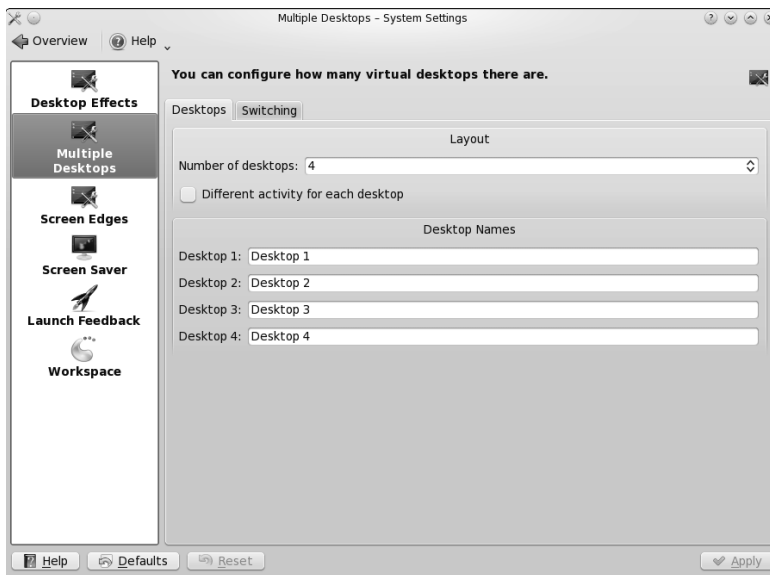 Multiple Desktops – System Settings
Overview
Help
Desktop Effects
Multiple
Desktops
Screen Edges
Screen Saver
Launch Feedback
Workspace
You can configure how many virtual desktops there are.
Desktops
Switching
Layout
Number of desktops: 4
Different activity for each desktop
Desktop Names
Desktop 1: Desktop 1
Desktop 2: Desktop 2
Desktop 3: Desktop 3
Desktop 4: Desktop 4
Help
Defaults
Reset
Apply